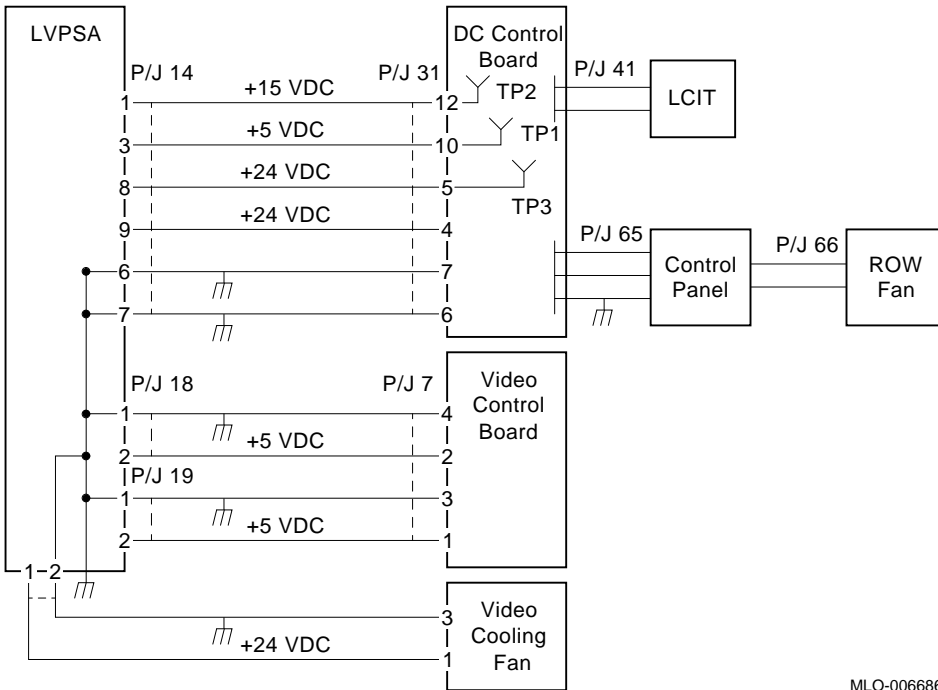 LVPSA
DC Control
Board
P/J 14
P/J 31
P/J 41
1
+15 VDC
12
TP2
LCIT
3
+5 VDC
10
TP1
8
+24 VDC
5
TP3
9
+24 VDC
4
P/J 65
Control
Panel
P/J 66
ROW
Fan
6
7
7
6
P/J 18
P/J 7
Video
Control
Board
1
4
2
+5 VDC
2
P/J 19
1
3
2
+5 VDC
1
1
2
Video
Cooling
Fan
3
+24 VDC
1
MLO-006686